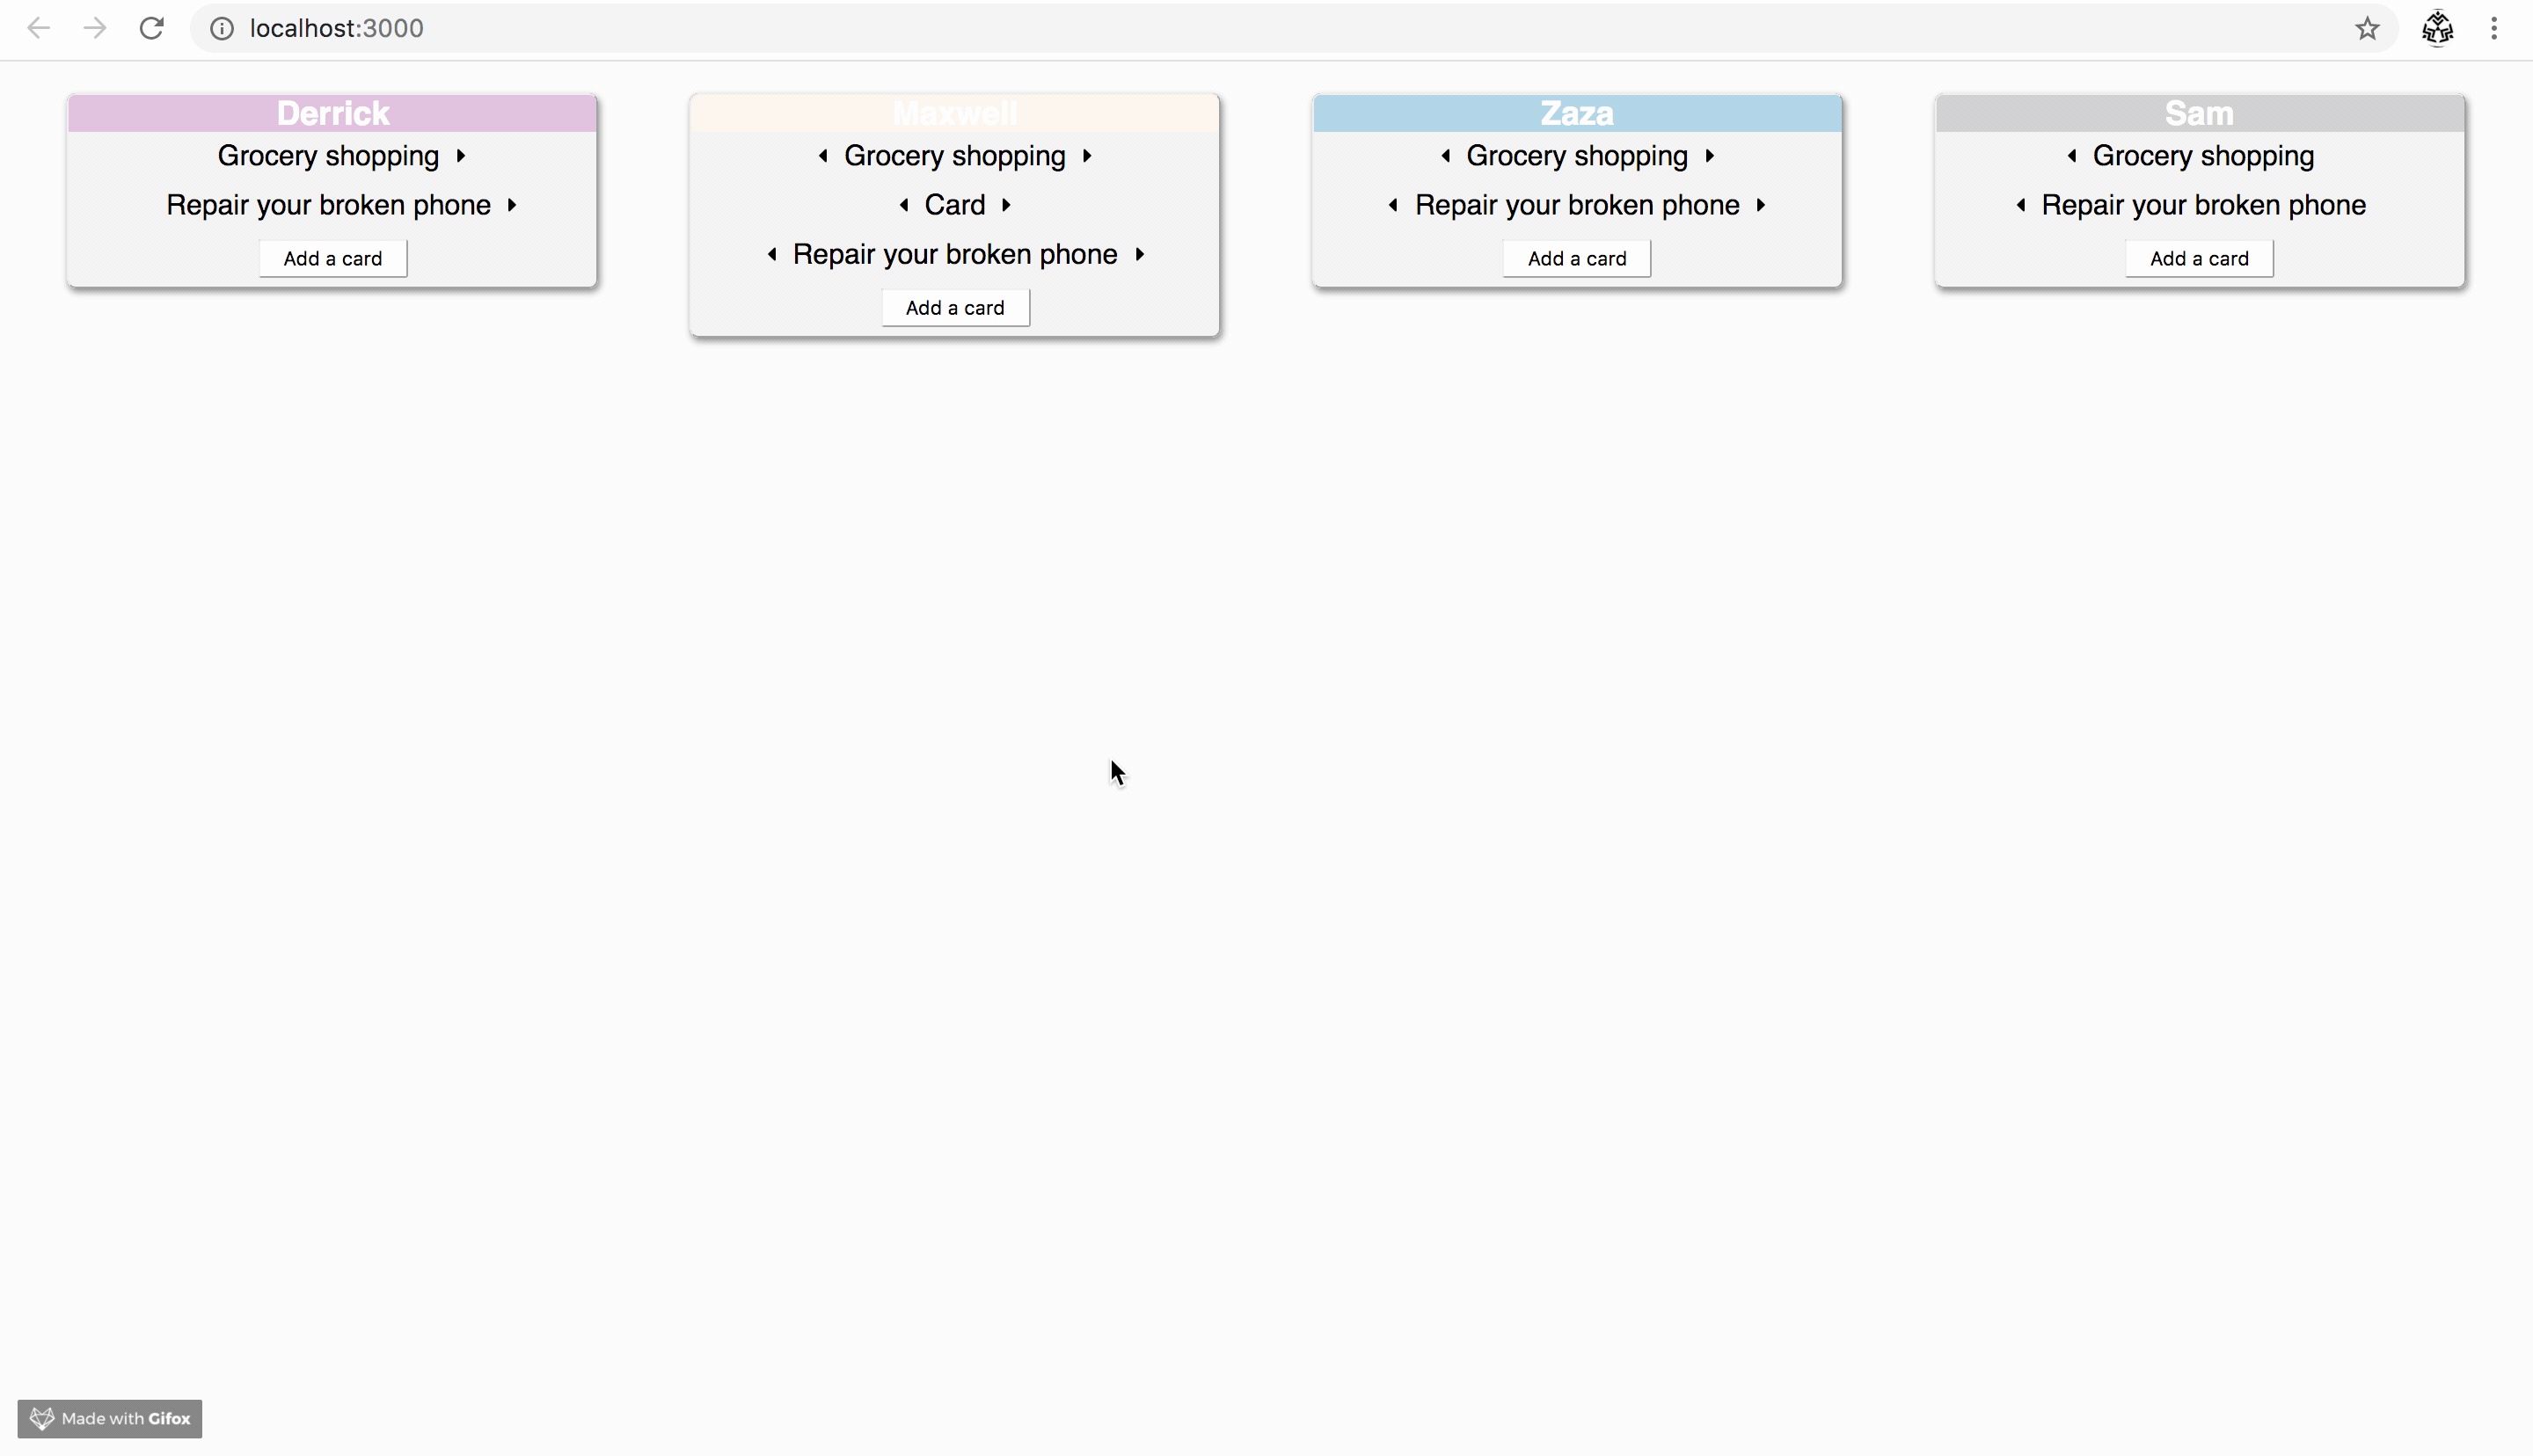 localhost:3000
Derrick
Grocery shopping
Repair your broken phone
Add a card
Maxwell
Grocery shopping
Card
Repair your broken phone
Add a card
Zaza
Grocery shopping
Repair your broken phone
Add a card
Sam
Grocery shopping
Repair your broken phone
Add a card
Made with Gifox